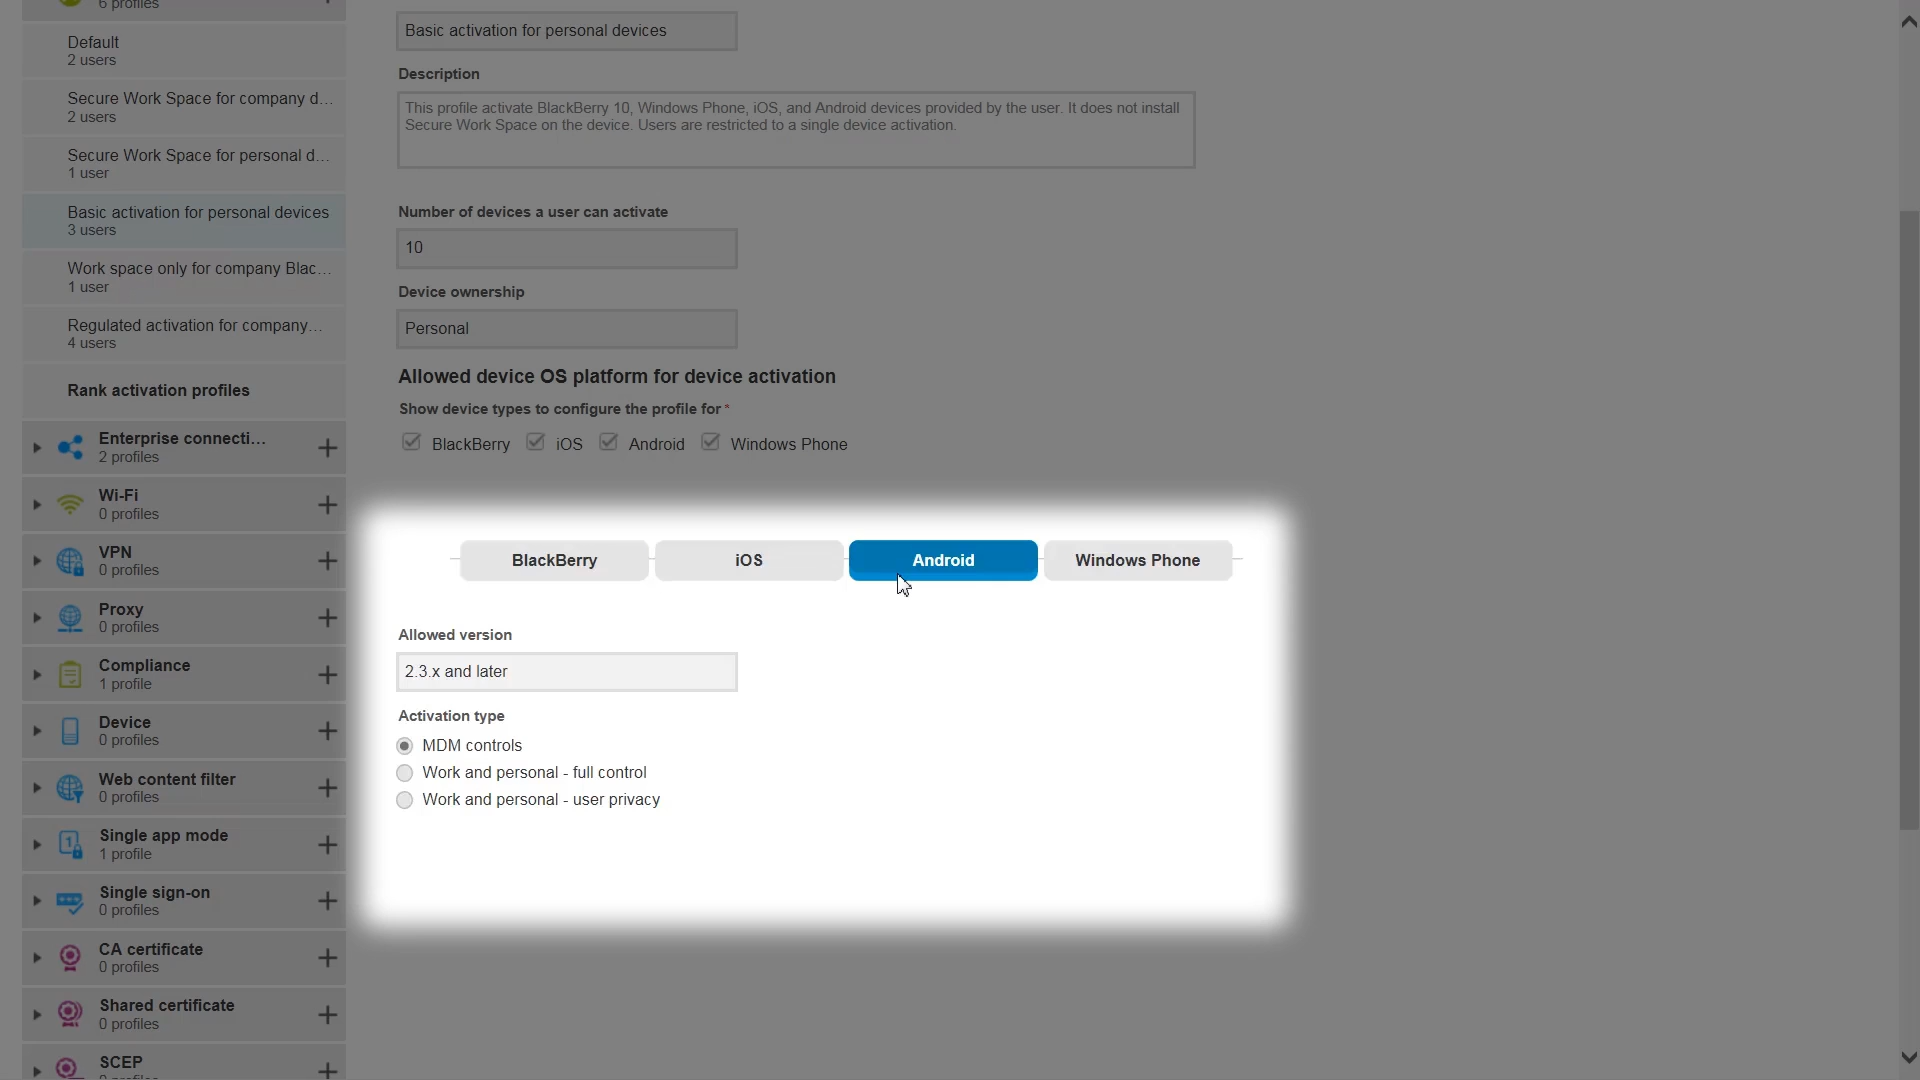 6 profiles
Default
2 users
Secure Work Space for company d...
2 users
Secure Work Space for personal d...
1 user
Basic activation for personal devices
3 users
Work space only for company Blac...
1 user
Regulated activation for company...
4 users
Rank activation profiles
Enterprise connecti...
2 profiles
Wi-Fi
0 profiles
VPN
0 profiles
Proxy
0 profiles
Compliance
1 profile
Device
0 profiles
Web content filter
0 profiles
Single app mode
1 profile
Single sign-on
0 profiles
CA certificate
0 profiles
Shared certificate
0 profiles
SCEP
Basic activation for personal devices
Description
This profile activate BlackBerry 10, Windows Phone, iOS, and Android devices provided by the user. It does not install
Secure Work Space on the device. Users are restricted to a single device activation.
Number of devices a user can activate
10
Device ownership
Personal
Allowed device OS platform for device activation
Show device types to configure the profile for *
BlackBerry iOS Android Windows Phone
BlackBerry iOS Android Windows Phone
Allowed version
2.3.x and later
Activation type
MDM controls
Work and personal - full control
Work and personal - user privacy